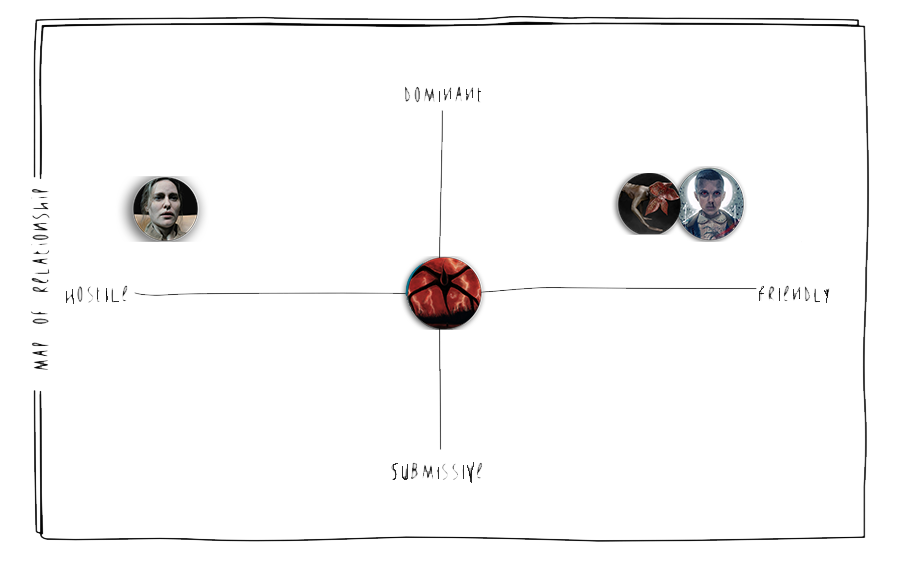 DOMINANT
MAP OF RELATIONSHIP
HOSTILE
FRIENDLY
SUBMISSIVE